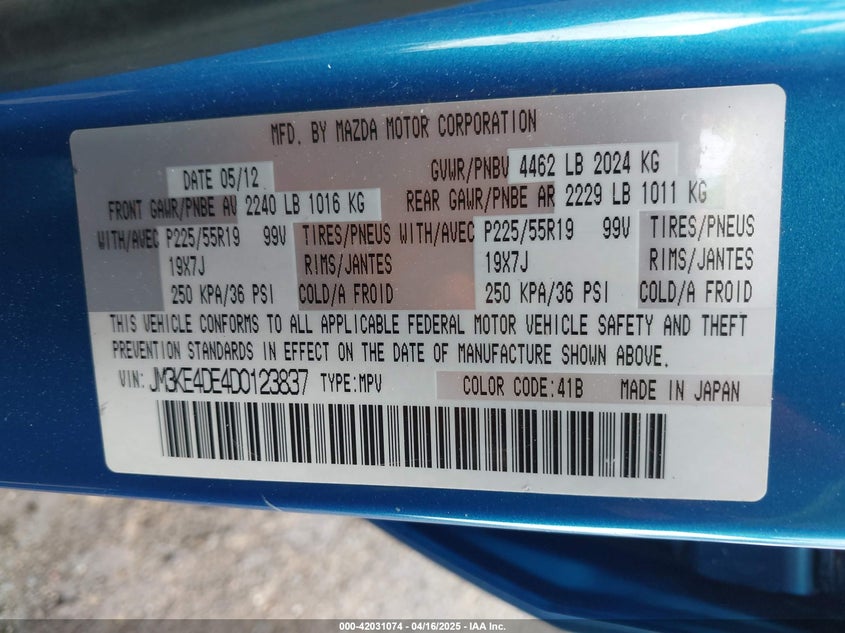 MFD. BY MAZDA MOTOR CORPORATION
DATE 05/12 GVWR/PNBV 4462 LB 2024 KG
FRONT GAWR/PNBE AV 2240 LB 1016 KG REAR GAWR/PNBE AR 2229 LB 1011 KG
WITH/AVEC P225/55R19 99V TIRES/PNEUS WITH/AVEC P225/55R19 99V TIRES/PNEUS
19X7J RIMS/JANTES 19X7J RIMS/JANTES
250 KPA/36 PSI COLD/A FROID 250 KPA/36 PSI COLD/A FROID
THIS VEHICLE CONFORMS TO ALL APPLICABLE FEDERAL MOTOR VEHICLE SAFETY AND THEFT
PREVENTION STANDARDS IN EFFECT ON THE DATE OF MANUFACTURE SHOWN ABOVE.
VIN: JM3KE4DE4D0123837 TYPE:MPV COLOR CODE:41B MADE IN JAPAN
000-42031074 - 04/16/2025 - IAA Inc.